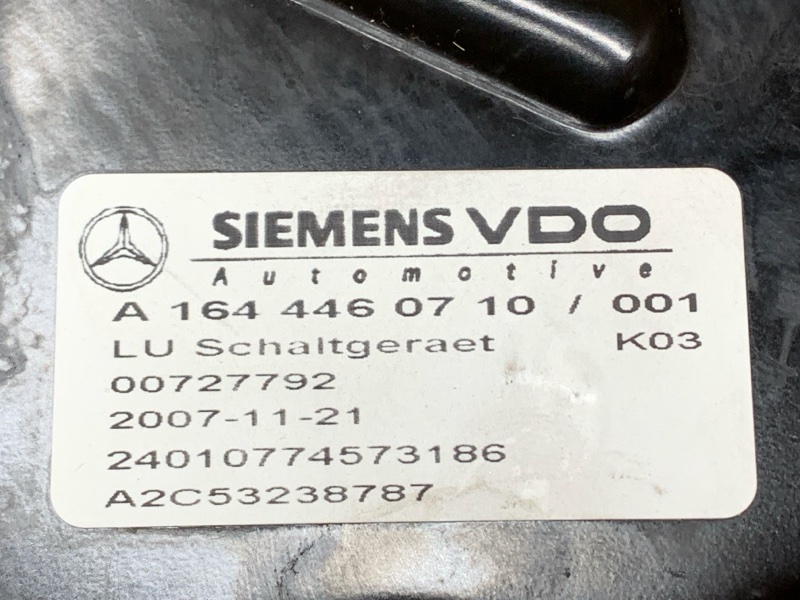 SIEMENS VDO
Automotive
A 164 446 07 10 / 001
LU Schaltgeraet K03
00727792
2007-11-21
24010774573186
A2C53238787